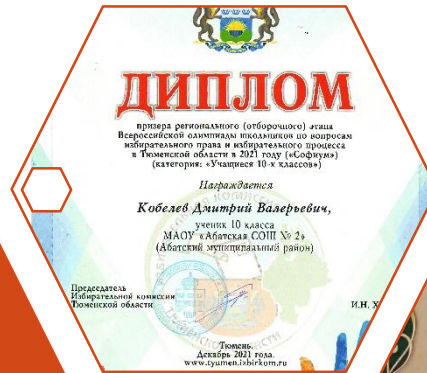 ДИПЛОМ
призера регионального (отборочного) этапа
Всероссийской олимпиады школьников по вопросам
избирательного права и избирательного процесса
в Тюменской области в 2021 году («Софиум»)
(категория: «Учащиеся 10-х классов»)
Награждается
Кобелев Дмитрий Валерьевич,
ученик 10 класса
МАОУ «Абатская СОШ № 2»
(Абатский муниципальный район)
Председатель
Избирательной комиссии
Тюменской области
И.Н. Х
Тюмень,
Декабрь 2021 года.
www.tyumen.izbirkom.ru